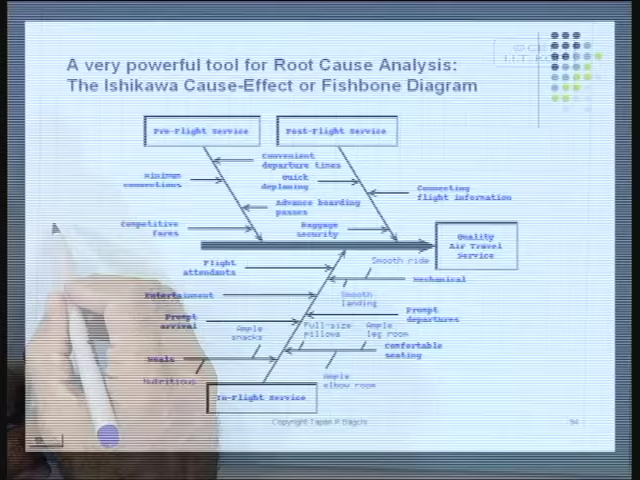 A very powerful tool for Root Cause Analysis:
The Ishikawa Cause-Effect or Fishbone Diagram
Pre-Flight Service
Post-Flight Service
Convenient
departure times
Minimum
connections
Quick
deplaning
Connecting
flight information
Advance boarding
passes
Competitive
fares
Baggage
security
Quality
Air Travel
Service
Flight
attendants
Smooth ride
Mechanical
Entertainment
Smooth
landing
Prompt
arrival
Prompt
departures
Ample
snacks
Full-size
pillows
Ample
leg room
Comfortable
seating
Meals
Nutritious
Ample
elbow room
In-Flight Service
Copyright Tapan P Bagchi
94